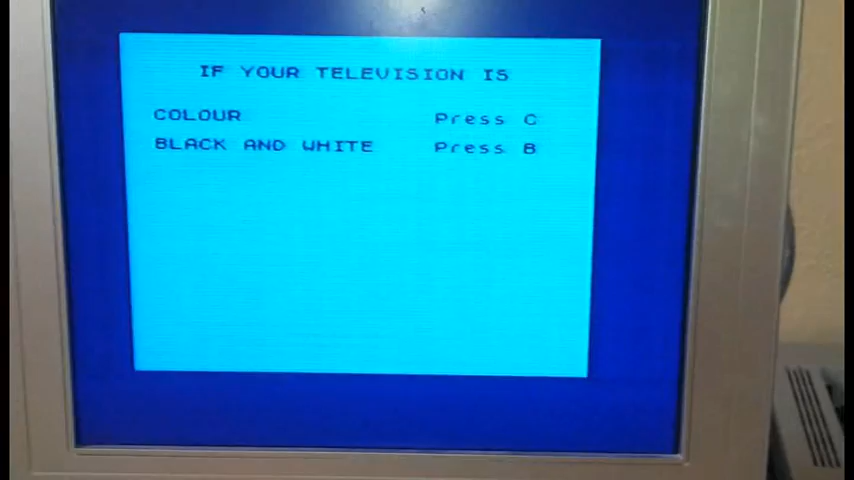 IF YOUR TELEVISION IS
COLOUR Press C
BLACK AND WHITE Press B